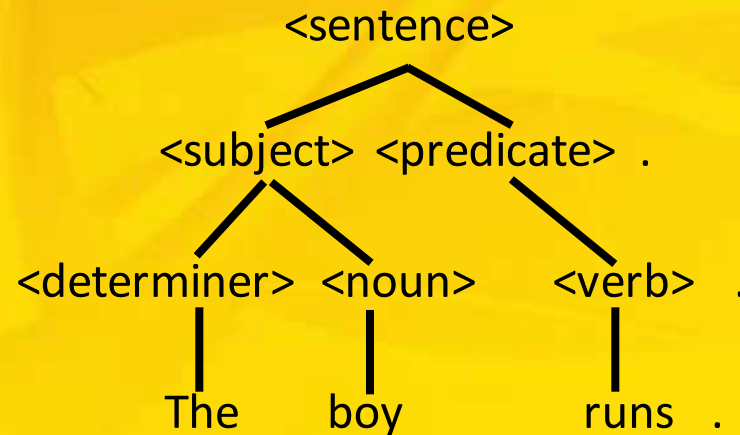 <sentence>
<subject> <predicate> .
<determiner> <noun> <verb> .
The boy runs .